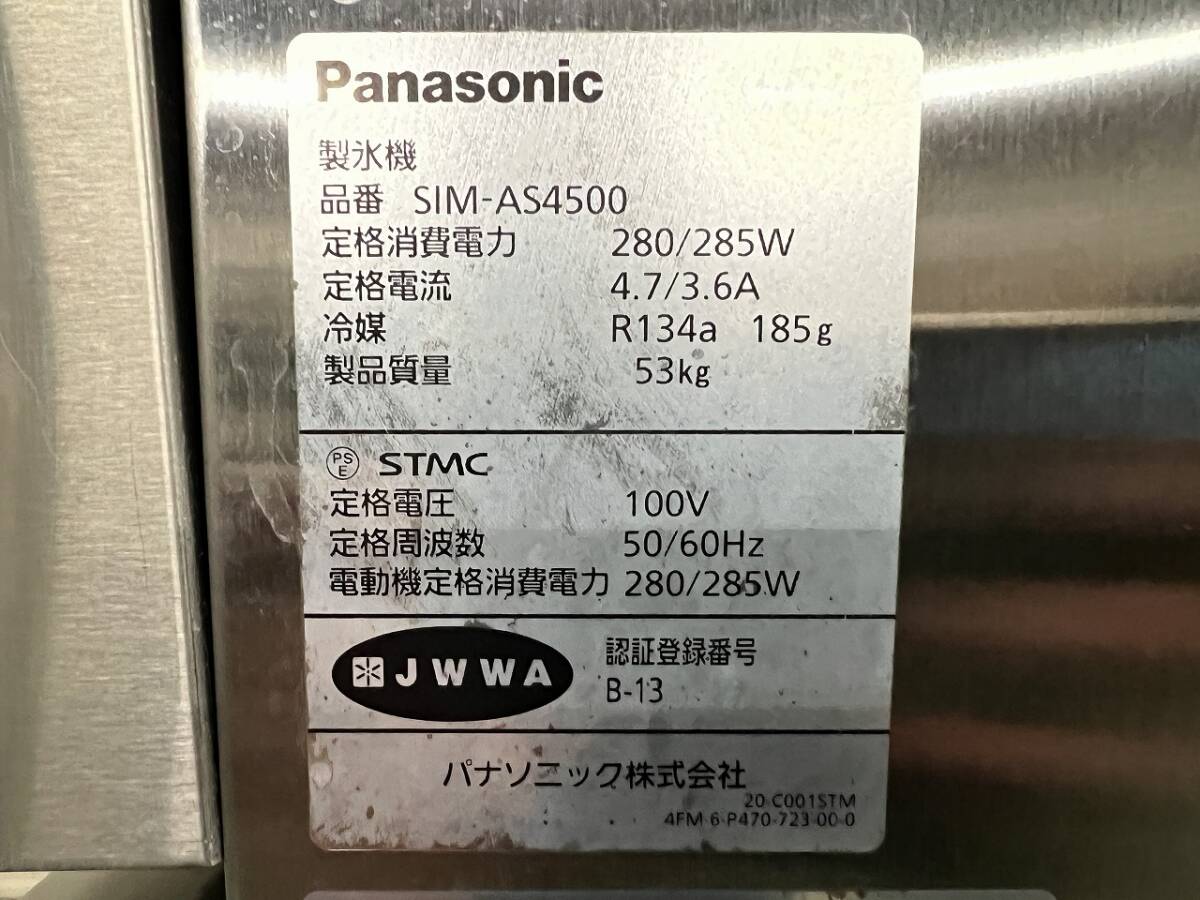 Panasonic
製氷機
品番 SIM-AS4500
定格消費電力 280/285W
定格電流 4.7/3.6A
冷媒 R134a 185g
製品質量 53kg
PSE STMC
定格電圧 100V
定格周波数 50/60Hz
電動機定格消費電力 280/285W
JWWA 認証登録番号
B-13
パナソニック株式会社
20-C001STM
4FM-6-P470-723-00-0